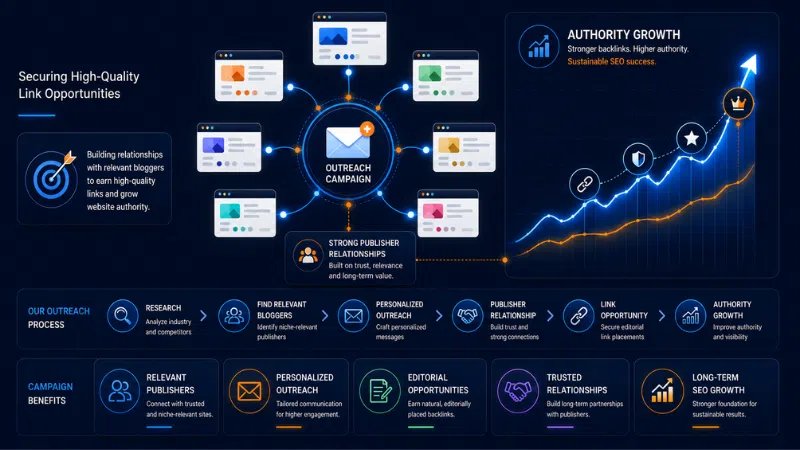 Securing High-Quality
Link Opportunities
Building relationships
with relevant bloggers
to earn high-quality
links and grow
website authority.
OUTREACH
CAMPAIGN
STRONG PUBLISHER
RELATIONSHIPS
Built on trust, relevance
and long-term value.
AUTHORITY GROWTH
Stronger backlinks. Higher authority.
Sustainable SEO success.
OUR OUTREACH
PROCESS
RESEARCH
Analyze industry
and competitors
FIND RELEVANT
BLOGGERS
Identify niche-relevant
publishers
PERSONALIZED
OUTREACH
Craft personalized
messages
PUBLISHER
RELATIONSHIP
Build trust and
strong connections
LINK
OPPORTUNITY
Secure editorial
link placements
AUTHORITY
GROWTH
Improve authority
and visibility
CAMPAIGN
BENEFITS
RELEVANT
PUBLISHERS
Connect with trusted
and niche-relevant sites.
PERSONALIZED
OUTREACH
Tailored communication
for higher engagement.
EDITORIAL
OPPORTUNITIES
Earn natural, editorially
placed backlinks.
TRUSTED
RELATIONSHIPS
Build long-term partnerships
with publishers.
LONG-TERM
SEO GROWTH
Stronger foundation for
sustainable results.